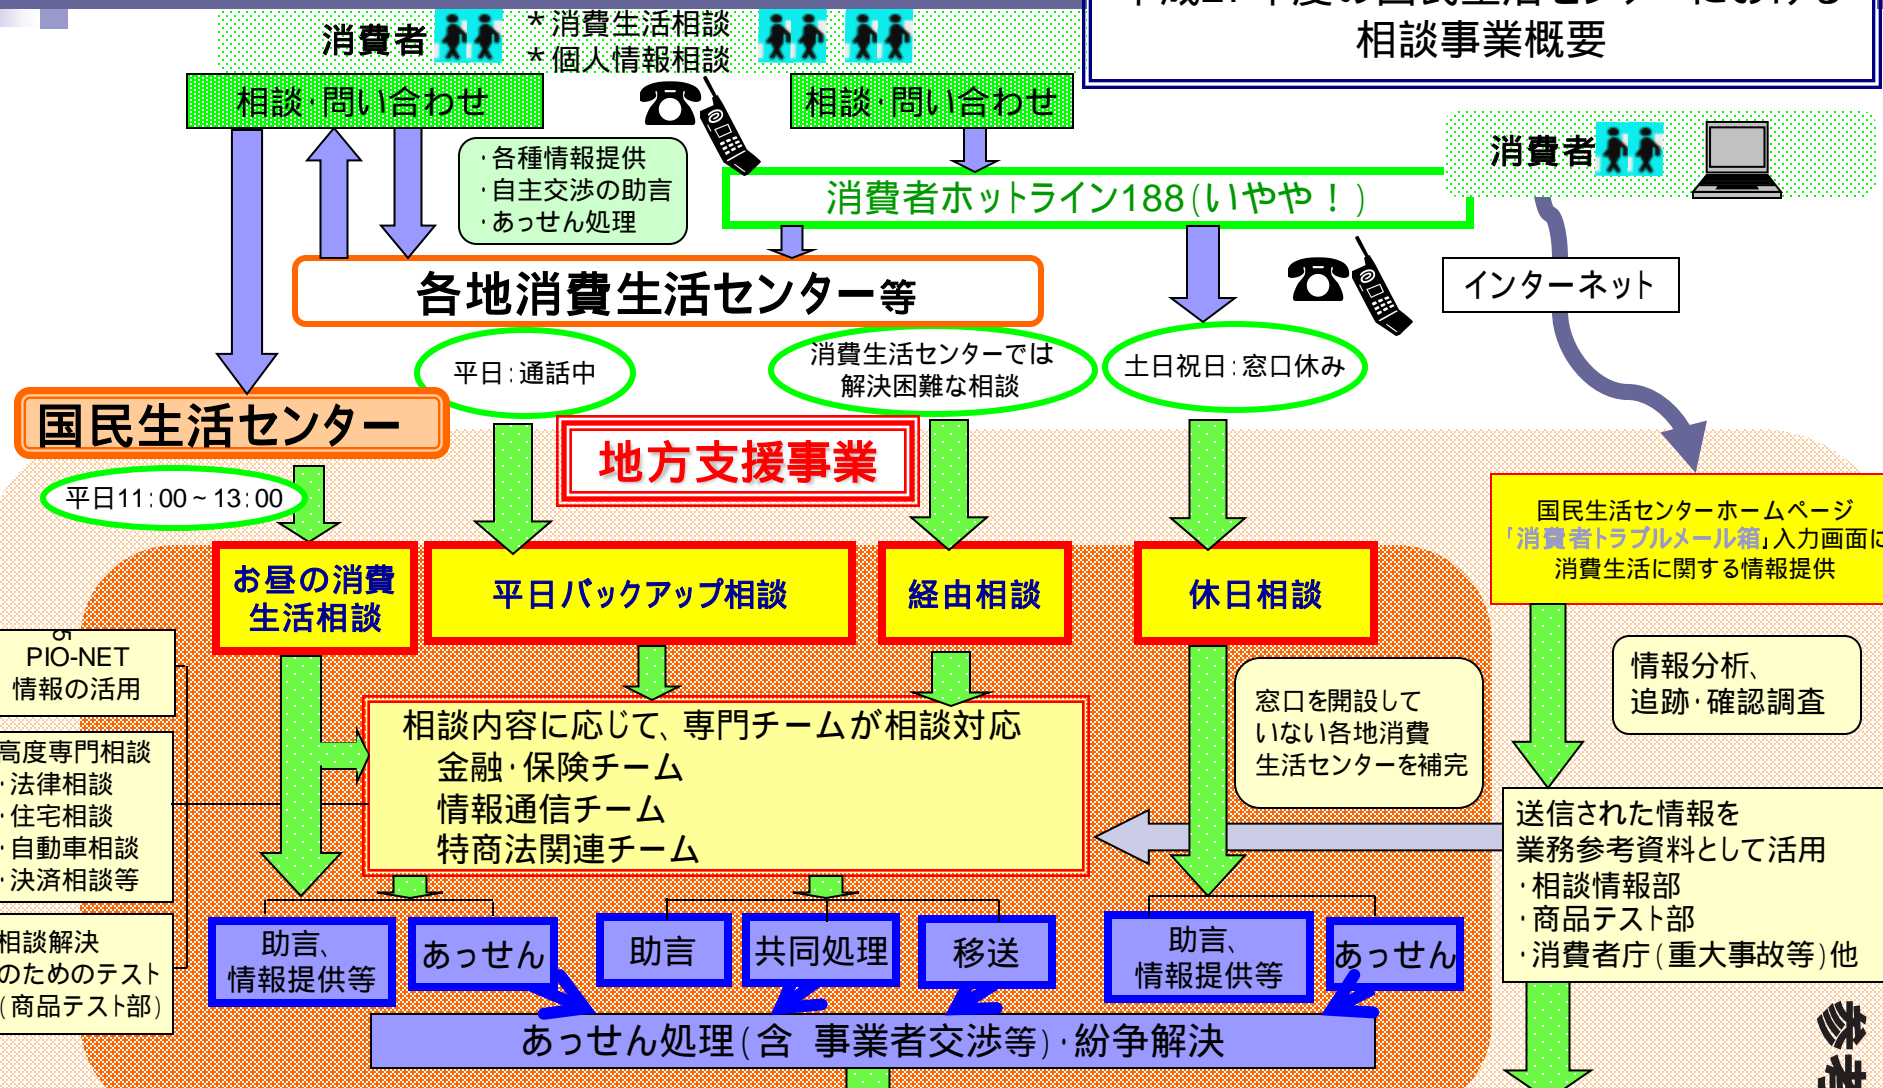 相談事業概要
消費者
*消費生活相談
*個人情報相談
相談・問い合わせ
相談・問い合わせ
・各種情報提供
・自主交渉の助言
・あっせん処理
消費者
消費者ホットライン188(いやや!)
各地消費生活センター等
インターネット
平日:通話中
消費生活センターでは
解決困難な相談
土日祝日:窓口休み
国民生活センター
地方支援事業
平日11:00~13:00
国民生活センターホームページ
「消費者トラブルメール箱」入力画面に
消費生活に関する情報提供
お昼の消費
生活相談
平日バックアップ相談
経由相談
休日相談
PIO-NET
情報の活用
情報分析、
追跡・確認調査
窓口を開設して
いない各地消費
生活センターを補完
相談内容に応じて、専門チームが相談対応
金融・保険チーム
情報通信チーム
特商法関連チーム
高度専門相談
・法律相談
・住宅相談
・自動車相談
・決済相談等
送信された情報を
業務参考資料として活用
・相談情報部
・商品テスト部
・消費者庁(重大事故等)他
相談解決
のためのテスト
(商品テスト部)
助言、
情報提供等
あっせん
助言
共同処理
移送
助言、
情報提供等
あっせん
あっせん処理(含 事業者交渉等)・紛争解決
参考